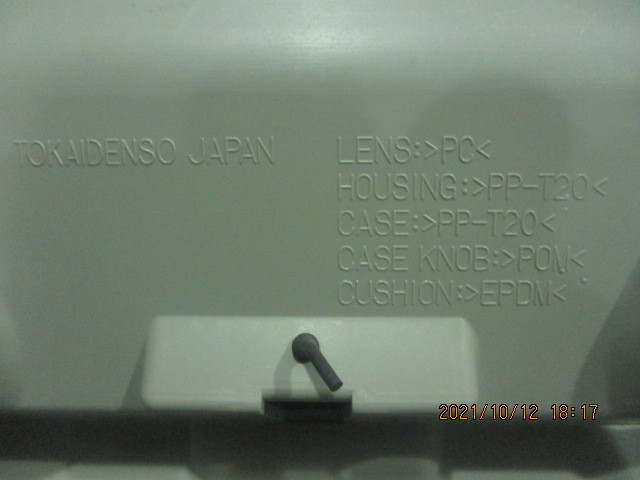 TOKAIDENSO JAPAN
LENS:>PC<
HOUSING:>PP-T20<
CASE:>PP-T20<
CASE KNOB:>POM<
CUSHION:>EPDM<
2021/10/12 18:17